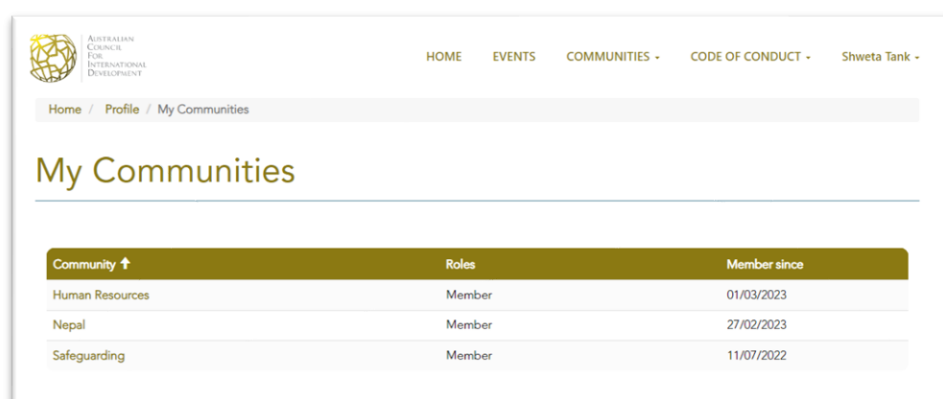 AUSTRALIAN
COUNCIL
FOR
INTERNATIONAL
DEVELOPMENT
HOME EVENTS COMMUNITIES CODE OF CONDUCT Shweta Tank
Home / Profile / My Communities
My Communities
Community Roles Member since
Human Resources Member 01/03/2023
Nepal Member 27/02/2023
Safeguarding Member 11/07/2022